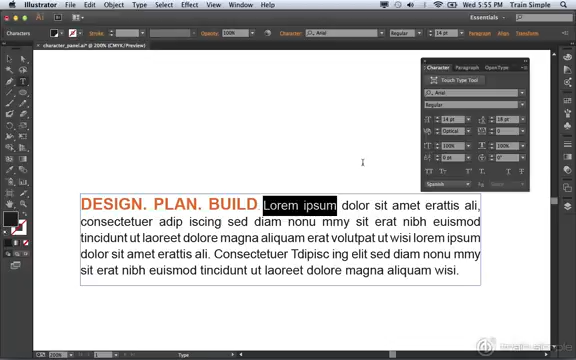 Illustrator File Edit Object Type Select Effect View Window Help Wed 5:55 PM Train Simple
Ai Br Essentials
Characters Stroke: Opacity: 100% Character: Arial Regular 14 pt Paragraph Align Transform
character_panel.ai* @ 200% (CMYK/Preview)
Character Paragraph OpenType
Touch Type Tool
Arial
Regular
14 pt 18 pt
Optical 0
100% 100%
0 pt 0°
Spanish
DESIGN. PLAN. BUILD Lorem ipsum dolor sit amet erattis ali,
consectetuer adip iscing sed diam nonu mmy sit erat nibh euismod
tincidunt ut laoreet dolore magna aliquam erat volutpat ut wisi lorem ipsum
dolor sit amet erattis ali. Consectetuer Tdipisc ing elit sed diam nonu mmy
sit erat nibh euismod tincidunt ut laoreet dolore magna aliquam wisi.
200% 1 Type